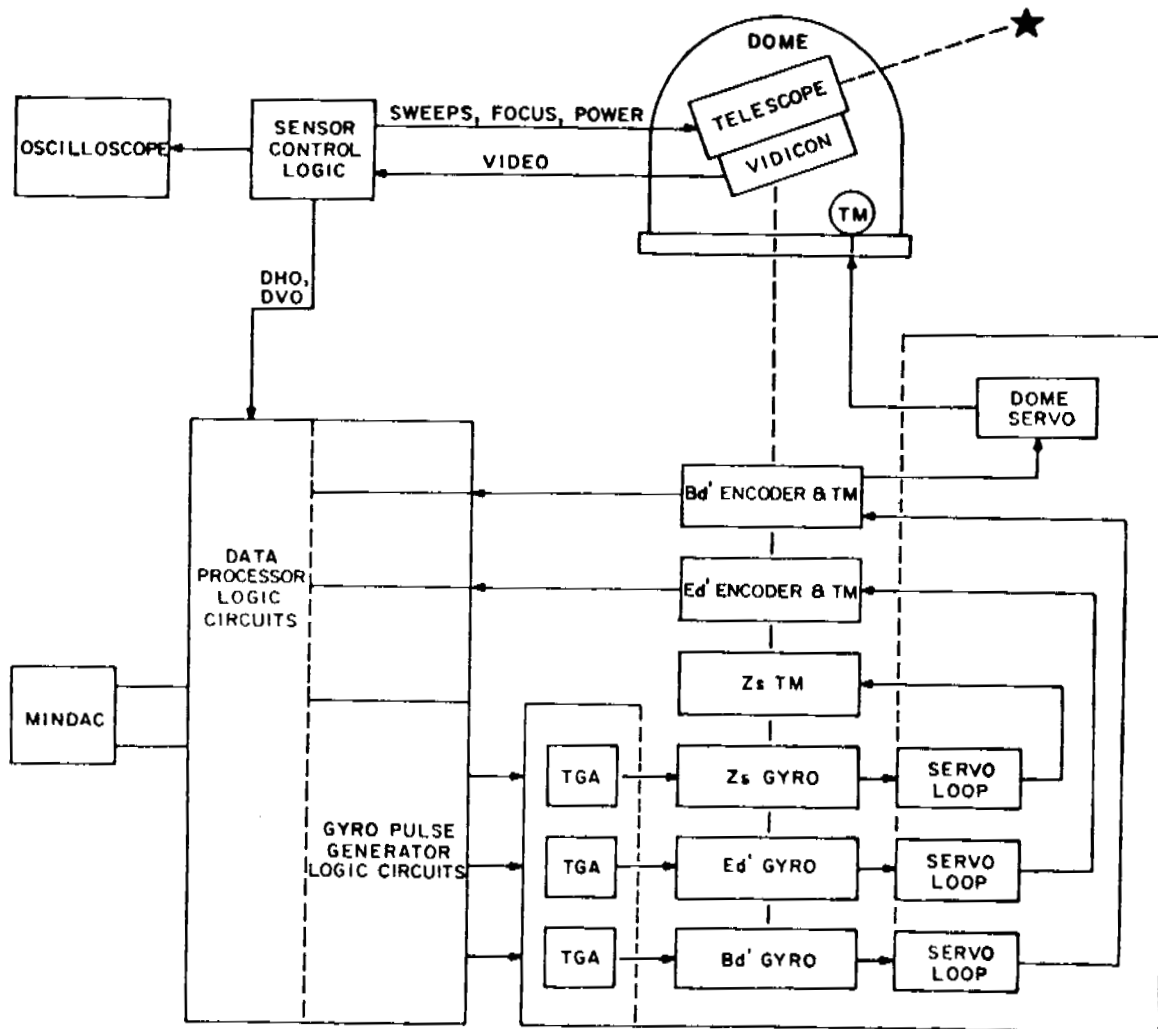 DOME
TELESCOPE
VIDICON
TM
OSCILLOSCOPE
SENSOR
CONTROL
LOGIC
SWEEPS, FOCUS, POWER
VIDEO
DHO,
DVO
DOME
SERVO
Bd' ENCODER & TM
Ed' ENCODER & TM
Zs TM
DATA
PROCESSOR
LOGIC
CIRCUITS
MINDAC
GYRO PULSE
GENERATOR
LOGIC CIRCUITS
TGA
Zs GYRO
SERVO
LOOP
TGA
Ed' GYRO
SERVO
LOOP
TGA
Bd' GYRO
SERVO
LOOP